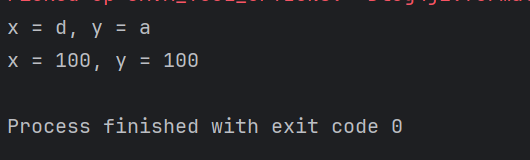 x = d, y = a
x = 100, y = 100
Process finished with exit code 0